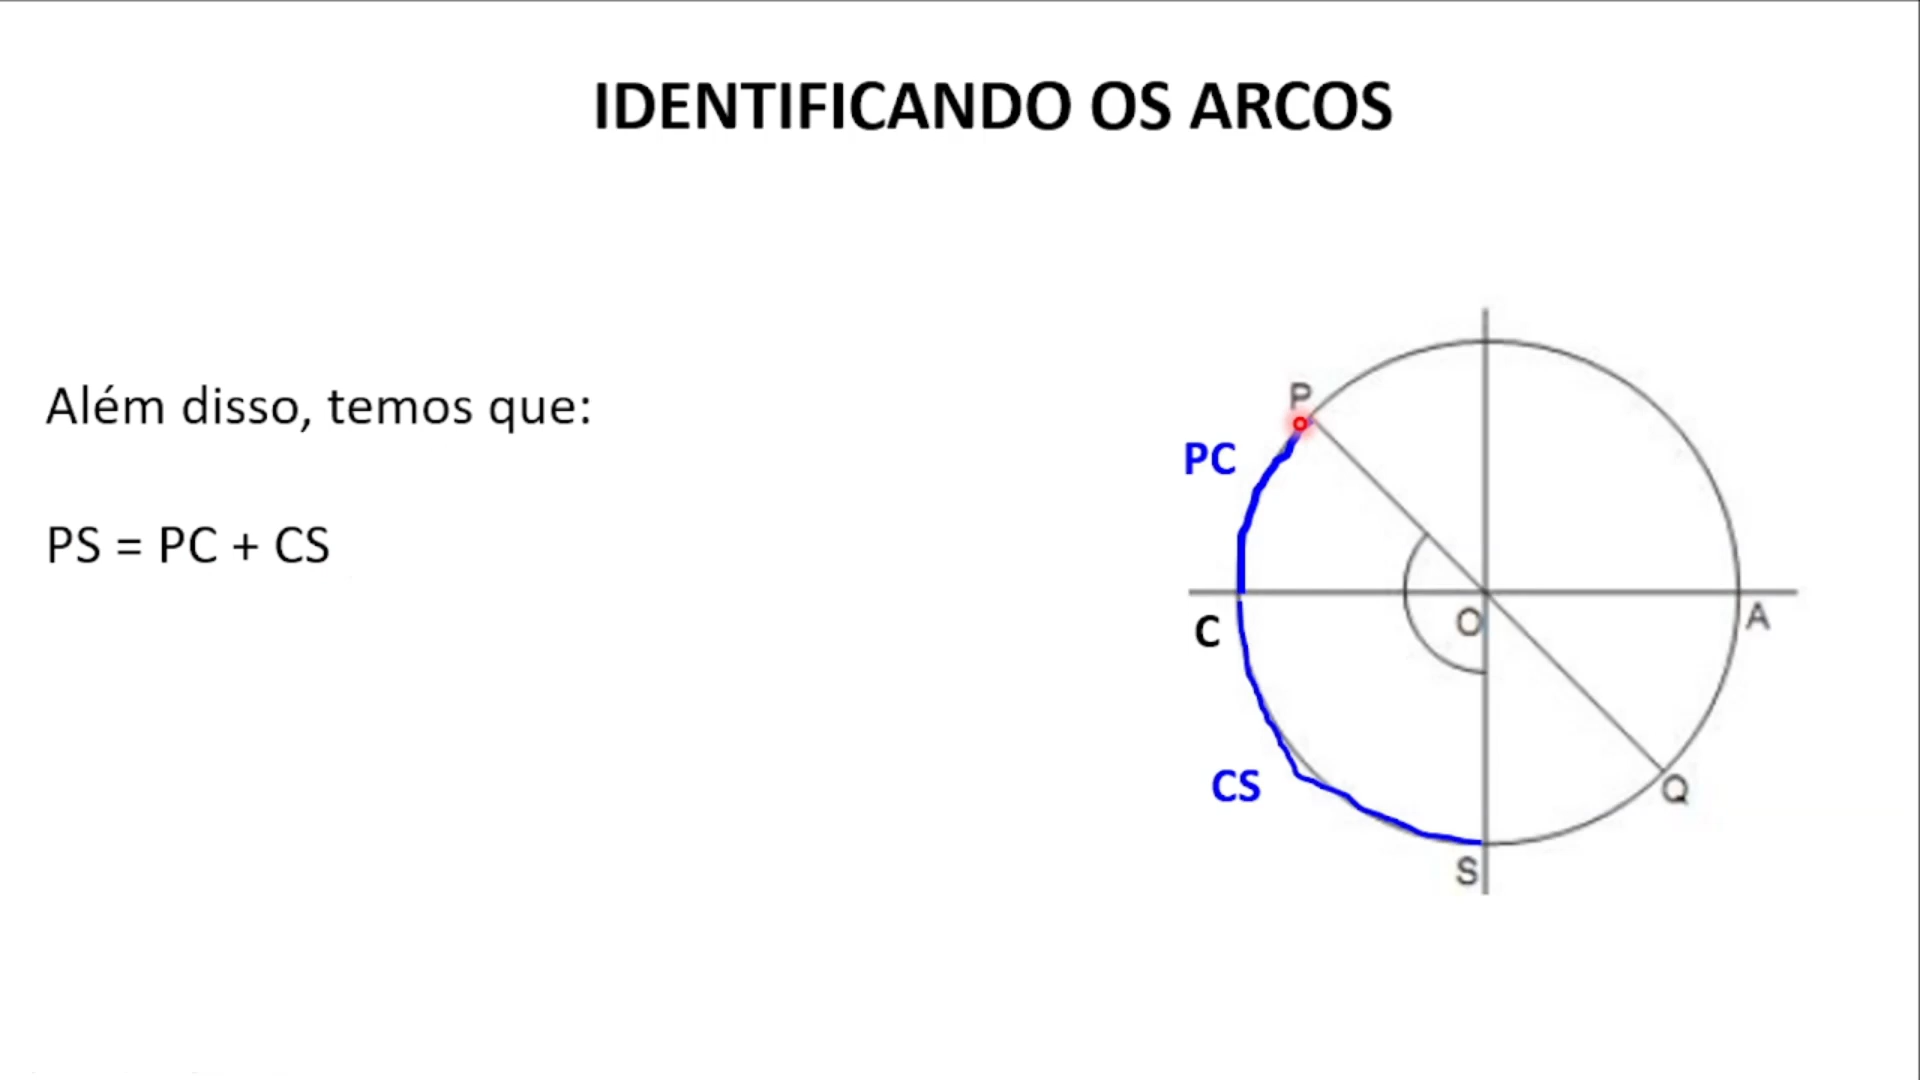 IDENTIFICANDO OS ARCOS
Além disso, temos que:
PS = PC + CS
P
PC
O
A
C
CS
Q
S